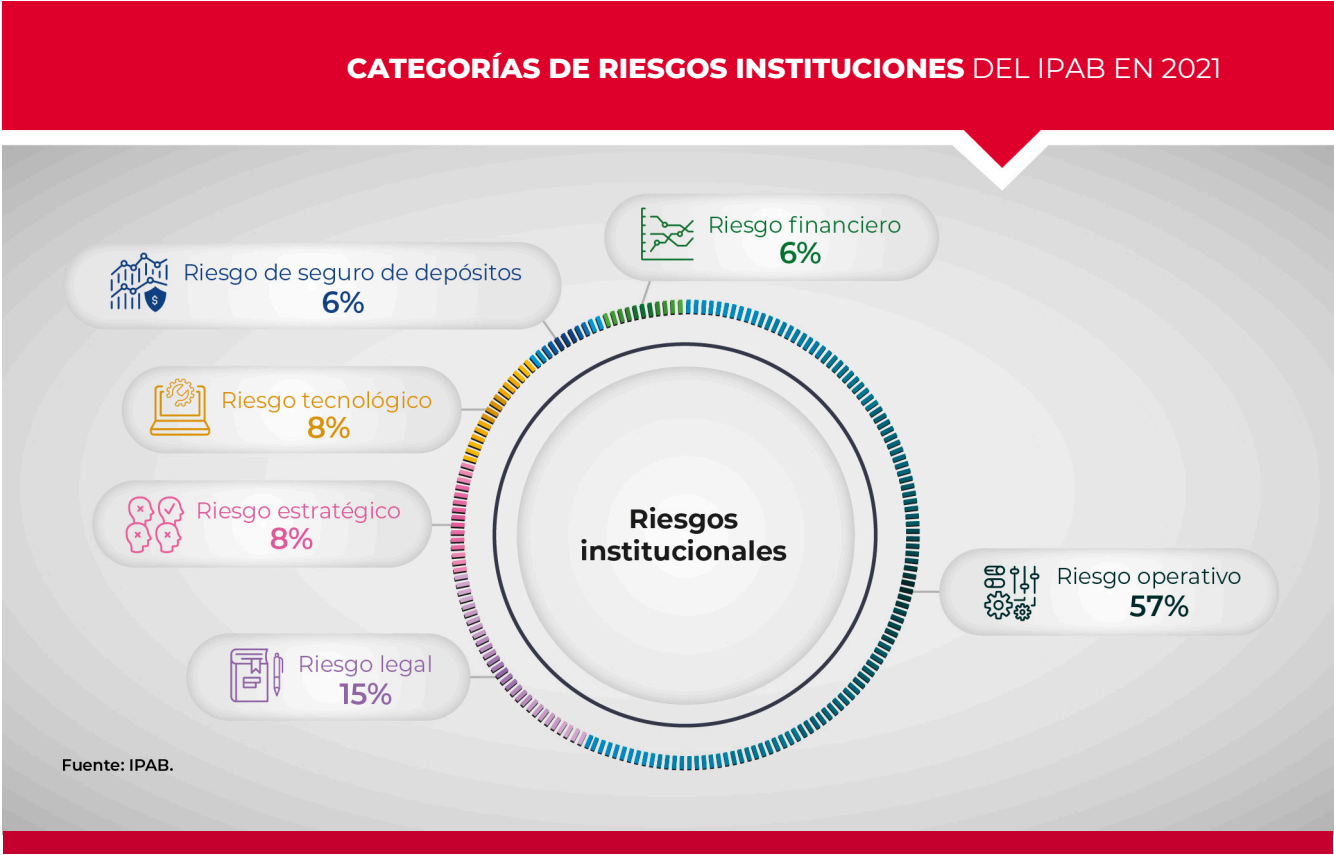 CATEGORÍAS DE RIESGOS INSTITUCIONES DEL IPAB EN 2021
Riesgo financiero
6%
Riesgo de seguro de depósitos
6%
$
Riesgo tecnológico
8%
Riesgo estratégico
8%
Riesgos
institucionales
Riesgo operativo
57%
Riesgo legal
15%
Fuente: IPAB.